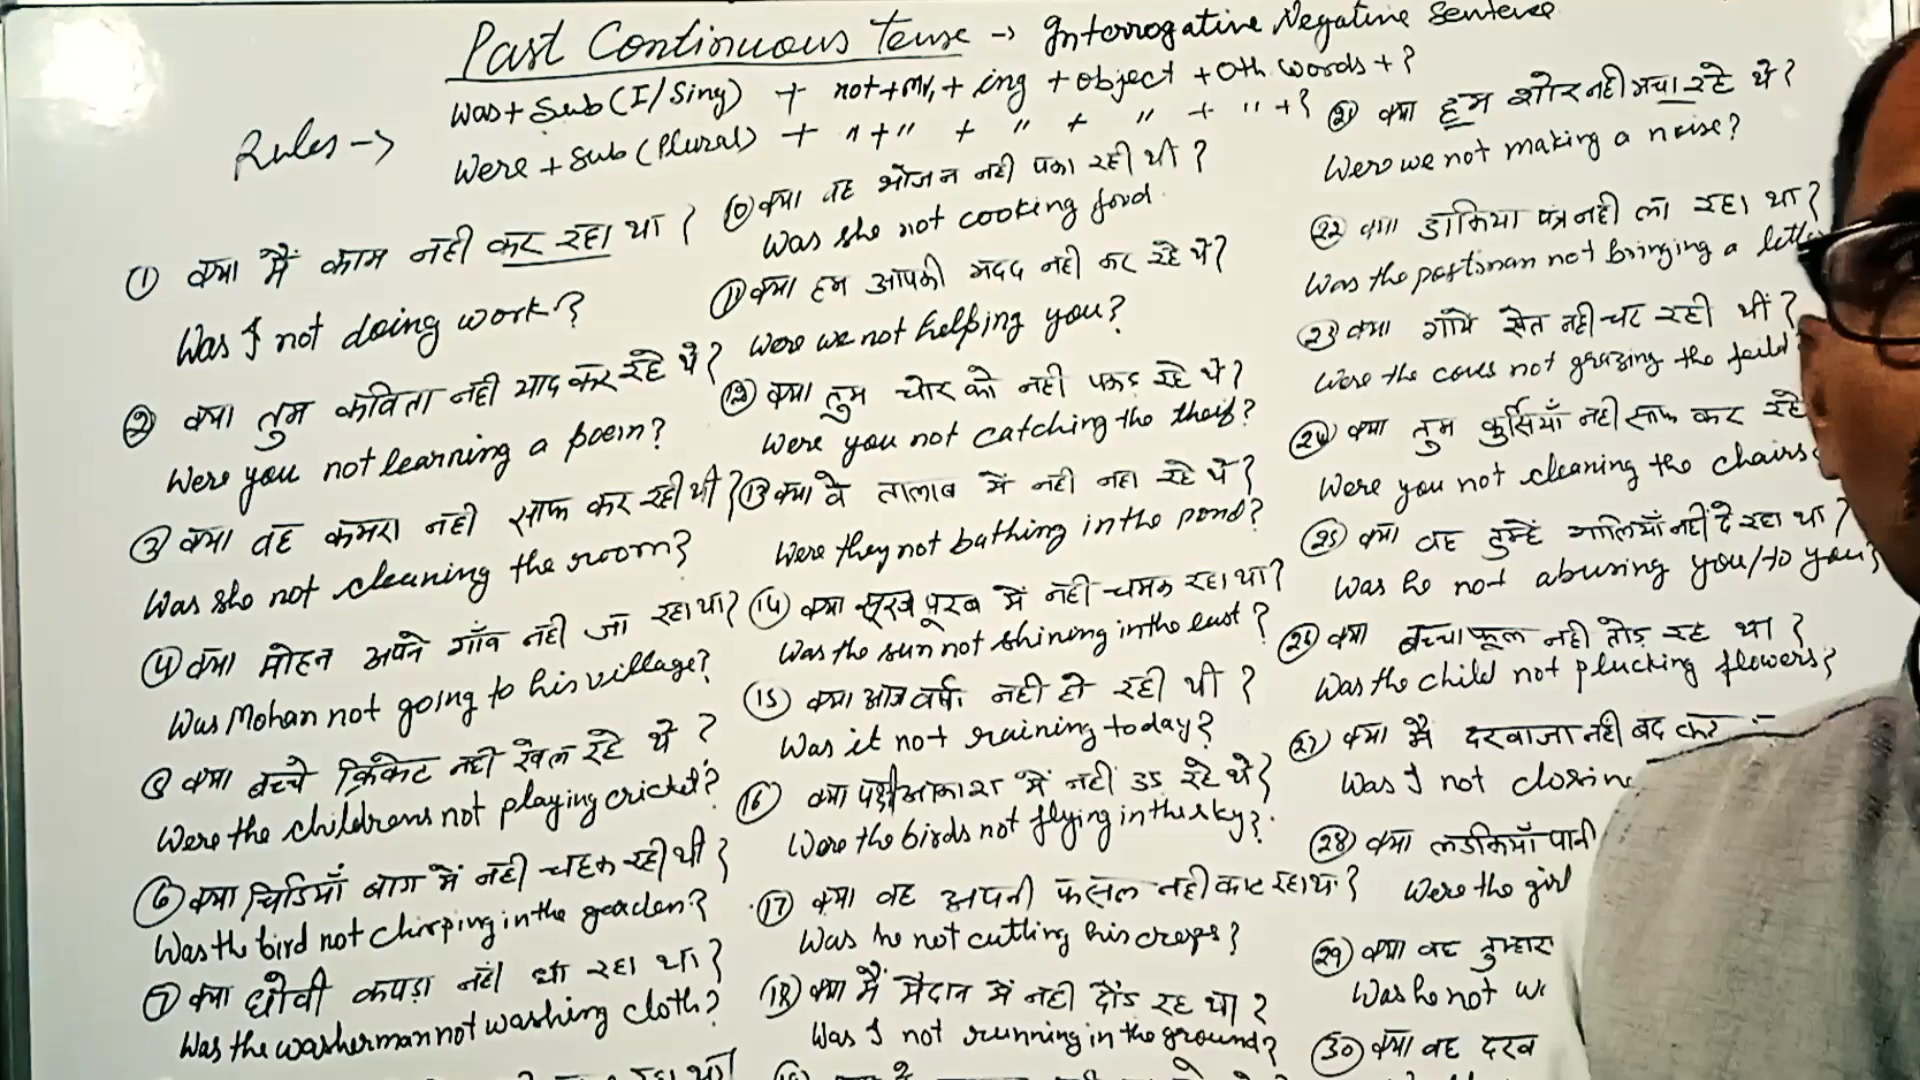 Past Continuous Tense → Interrogative Negative Sentence
Rules →
Was + Sub (I/Sing) + not + MV1 + ing + object + Oth. words + ?
Were + Sub (Plural) + " + " + " + " + " + ?
① क्या मैं काम नही कर रहा था ?
Was I not doing work?
② क्या तुम कविता नही याद कर रहे थे ?
Were you not learning a poem?
③ क्या वह कमरा नही साफ कर रही थी ?
Was she not cleaning the room?
④ क्या मोहन अपने गाँव नही जा रहा था?
Was Mohan not going to his village?
क्या बच्चे क्रिकेट नही खेल रहे थे ?
Were the childrens not playing cricket?
⑥ क्या चिडियाँ बाग में नही चहक रही थी ?
Was the bird not chirping in the garden?
⑦ क्या धोवी कपड़ा नही धो रहा था ?
Was the washerman not washing cloth?
रहा था
⑩ क्या वह भोजन नही पका रही थी ?
Was she not cooking food.
⑪ क्या हम आपकी मदद नही कर रहे थे?
Were we not helping you?
⑫ क्या तुम चोर को नही पकड़ रहे थे?
Were you not catching the theif?
⑬ क्या वे तालाब में नही नहा रहे थे?
Were they not bathing in the pond?
⑭ क्या सूरज पूरब में नही चमक रहा था?
Was the sun not shining in the east ?
⑮ क्या आज वर्षा नही हो रही थी ?
Was it not raining today?
⑯ क्या पक्षी आकाश में नही उड रहे थे?
Were the birds not flying in the sky?
⑰ क्या वह अपनी फसल नही काट रहा था?
Was he not cutting his crops?
⑱ क्या मैं मैदान में नही दौड रहा था ?
Was I not running in the ground?
㉑ क्या हम शोर नही मचा रहे थे ?
Were we not making a noise?
㉒ क्या डाकिया पत्र नही ला रहा था?
Was the postman not bringing a lette
㉓ क्या गाये खेत नही चर रही थीं ?
Were the cows not grazing the feild
㉔ क्या तुम कुर्सियाँ नही साफ कर रहे
Were you not cleaning the chairs
㉕ क्या वह तुम्हें गालियाँ नही दे रहा था ?
Was he not abusing you/to you?
㉖ क्या बच्चा फूल नही तोड़ रहा था ?
Was the child not plucking flowers?
㉗ क्या मै दरवाजा नही बंद कर
Was I not closing
㉘ क्या लडकियाँ पानी
Were the girl
㉙ क्या वह तुम्हारा
Was he not
㉚ क्या वह दरव